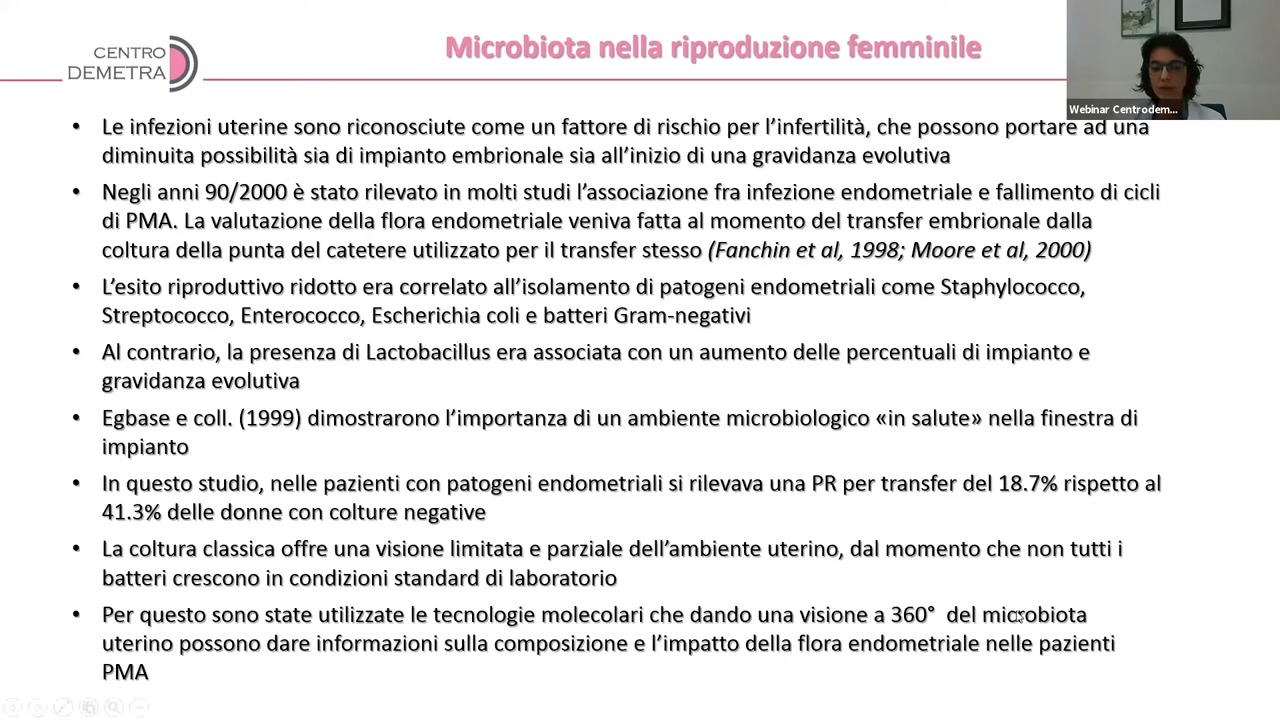 CENTRO
DEMETRA
Microbiota nella riproduzione femminile
Webinar Centrodem...
• Le infezioni uterine sono riconosciute come un fattore di rischio per l’infertilità, che possono portare ad una
diminuita possibilità sia di impianto embrionale sia all’inizio di una gravidanza evolutiva
• Negli anni 90/2000 è stato rilevato in molti studi l’associazione fra infezione endometriale e fallimento di cicli
di PMA. La valutazione della flora endometriale veniva fatta al momento del transfer embrionale dalla
coltura della punta del catetere utilizzato per il transfer stesso (Fanchin et al, 1998; Moore et al, 2000)
• L’esito riproduttivo ridotto era correlato all’isolamento di patogeni endometriali come Staphylococco,
Streptococco, Enterococco, Escherichia coli e batteri Gram-negativi
• Al contrario, la presenza di Lactobacillus era associata con un aumento delle percentuali di impianto e
gravidanza evolutiva
• Egbase e coll. (1999) dimostrarono l’importanza di un ambiente microbiologico «in salute» nella finestra di
impianto
• In questo studio, nelle pazienti con patogeni endometriali si rilevava una PR per transfer del 18.7% rispetto al
41.3% delle donne con colture negative
• La coltura classica offre una visione limitata e parziale dell’ambiente uterino, dal momento che non tutti i
batteri crescono in condizioni standard di laboratorio
• Per questo sono state utilizzate le tecnologie molecolari che dando una visione a 360° del microbiota
uterino possono dare informazioni sulla composizione e l’impatto della flora endometriale nelle pazienti
PMA